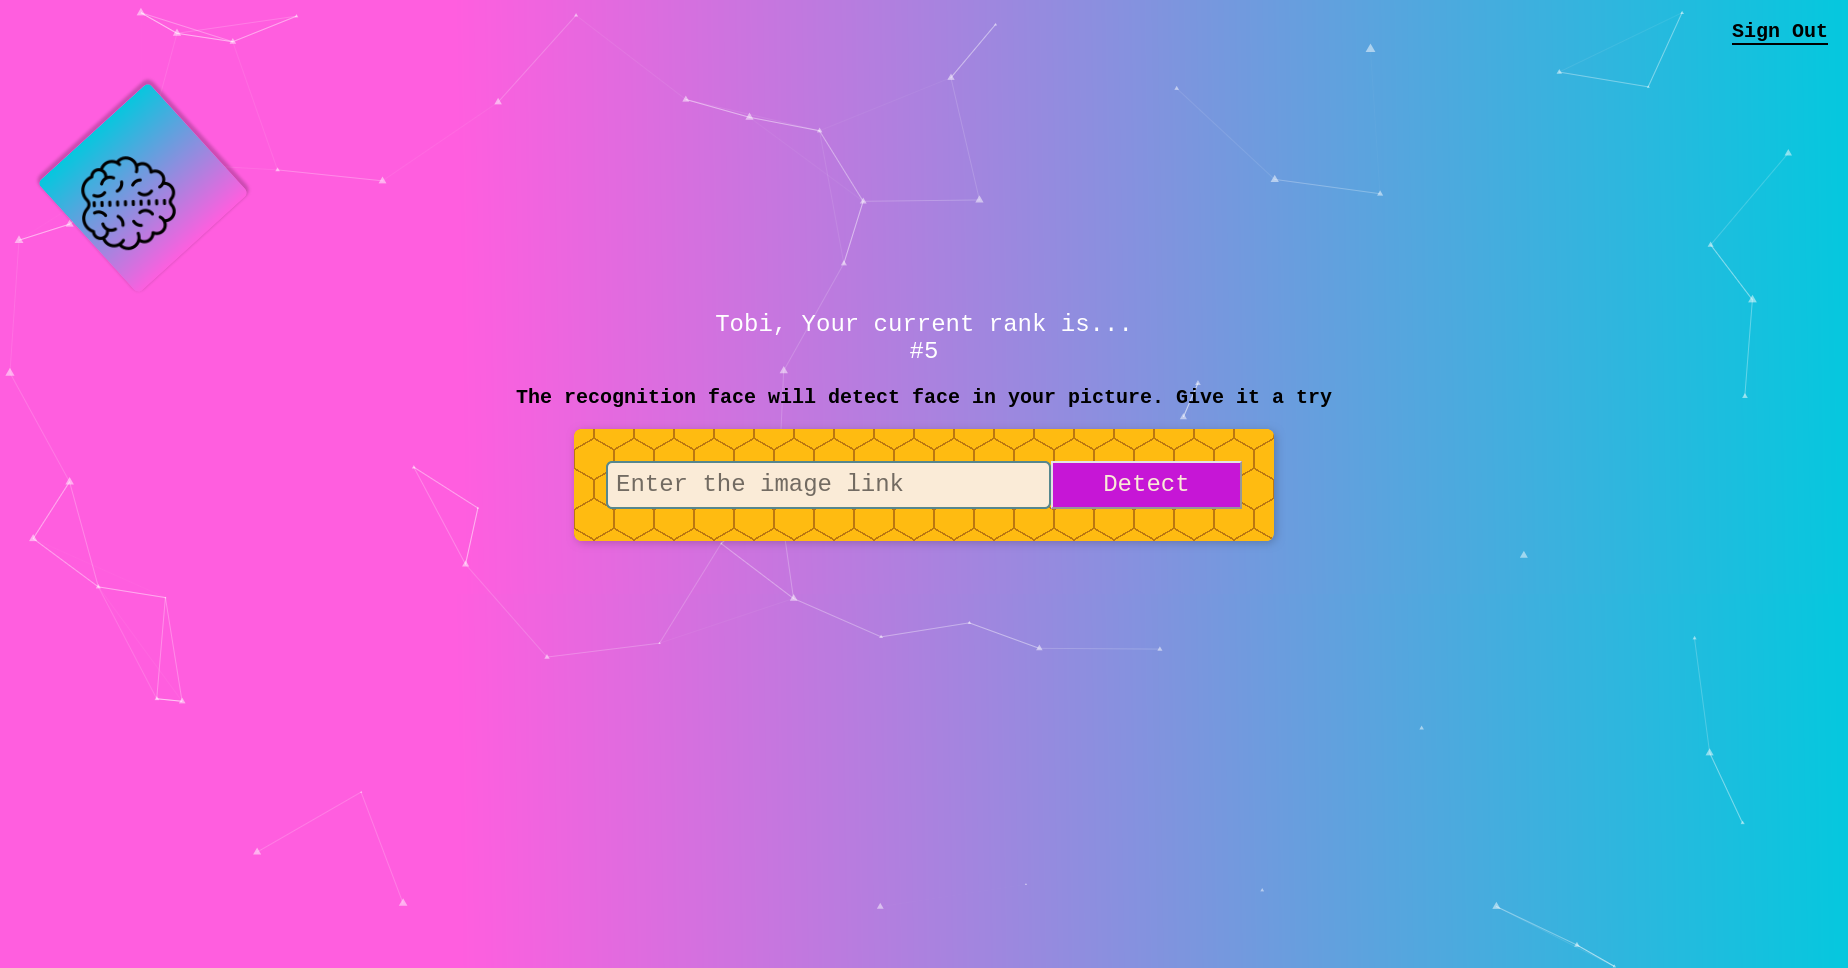 Sign Out
Tobi, Your current rank is...
#5
The recognition face will detect face in your picture. Give it a try
Enter the image link
Detect